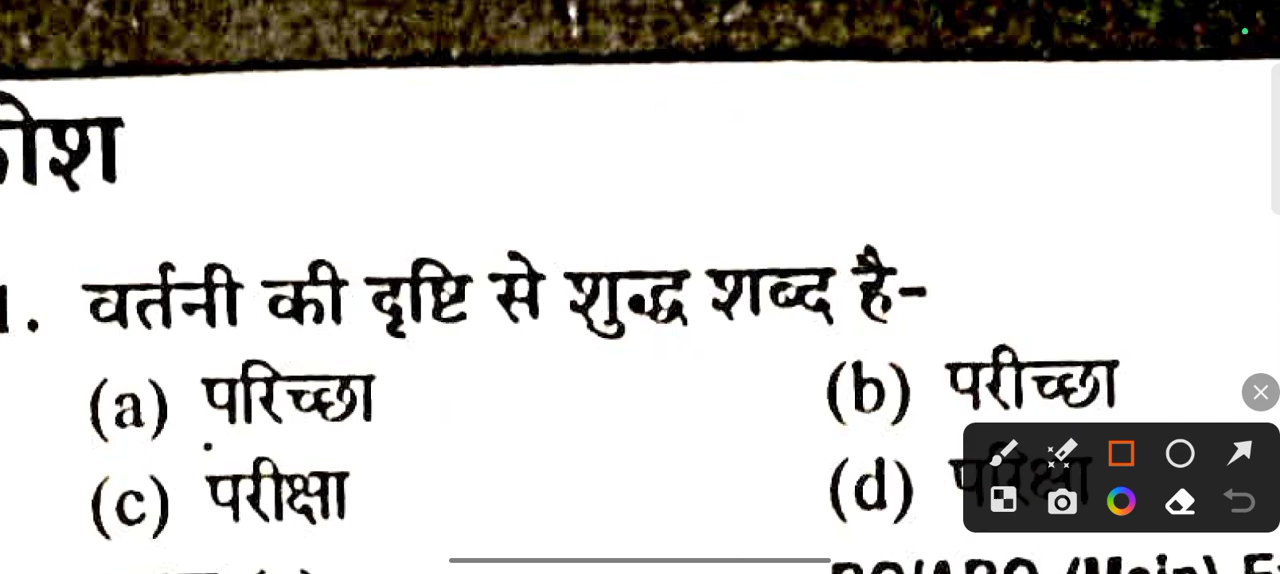 1. वर्तनी की दृष्टि से शुद्ध शब्द है-
(a) परिच्छा (b) परीच्छा
(c) परीक्षा (d)